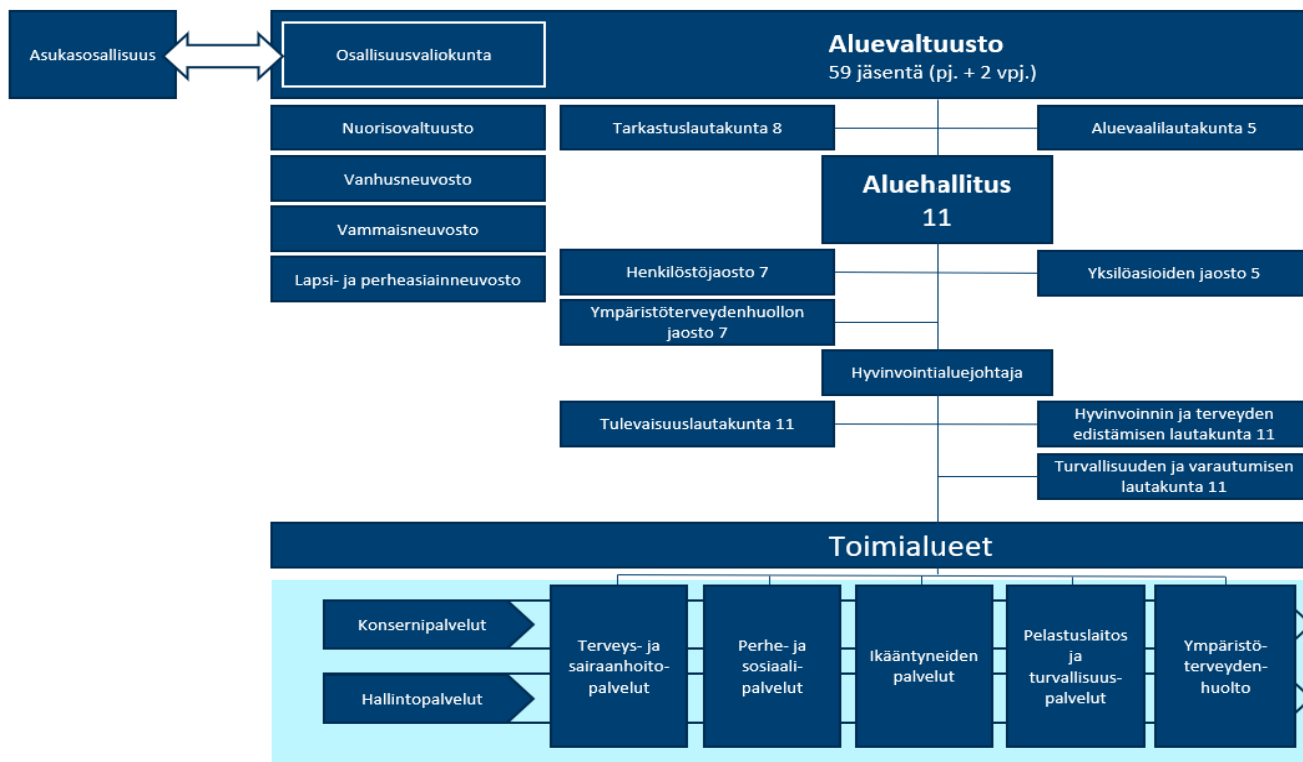 Asukasosallisuus
Osallisuusvaliokunta
Aluevaltuusto
59 jäsentä (pj. + 2 vpj.)
Nuorisovaltuusto
Tarkastuslautakunta 8
Aluevaalilautakunta 5
Vanhusneuvosto
Aluehallitus
11
Vammaisneuvosto
Lapsi- ja perheasiainneuvosto
Henkilöstöjaosto 7
Yksilöasioiden jaosto 5
Ympäristöterveydenhuollon
jaosto 7
Hyvinvointialuejohtaja
Tulevaisuuslautakunta 11
Hyvinvoinnin ja terveyden
edistämisen lautakunta 11
Turvallisuuden ja varautumisen
lautakunta 11
Toimialueet
Konsernipalvelut
Hallintopalvelut
Terveys- ja
sairaanhoito-
palvelut
Perhe- ja
sosiaali-
palvelut
Ikääntyneiden
palvelut
Pelastuslaitos
ja
turvallisuus-
palvelut
Ympäristö-
terveyden-
huolto